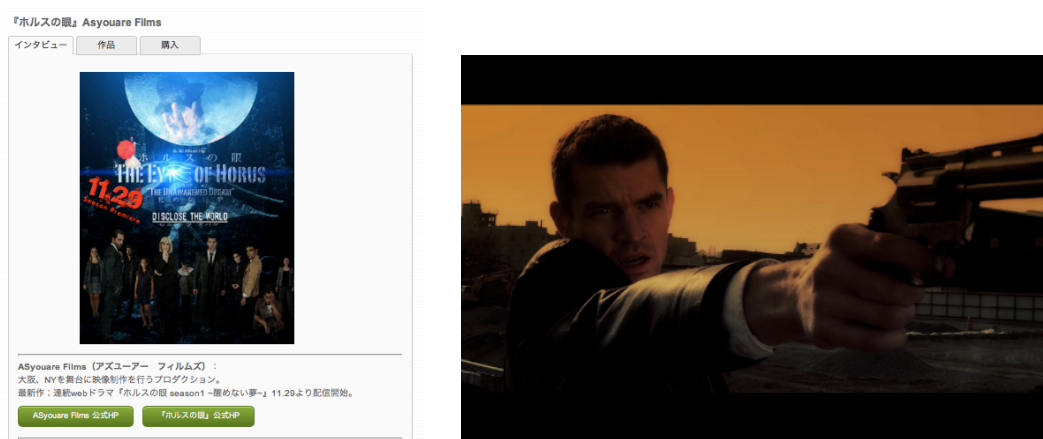 『ホルスの眼』Asyouare Films
インタビュー
作品
購入
ホルスの眼
THE EYE OF HORUS
"THE UNAWAKENED DREAM"
11.29
Season Premiere
DISCLOSE THE WORLD
ASyouare Films（アズユーアー　フィルムズ）：
大阪、NYを舞台に映像制作を行うプロダクション。
最新作：連続webドラマ『ホルスの眼 season1 ~醒めない夢~』11.29より配信開始。
ASyouare Films 公式HP
『ホルスの眼』公式HP